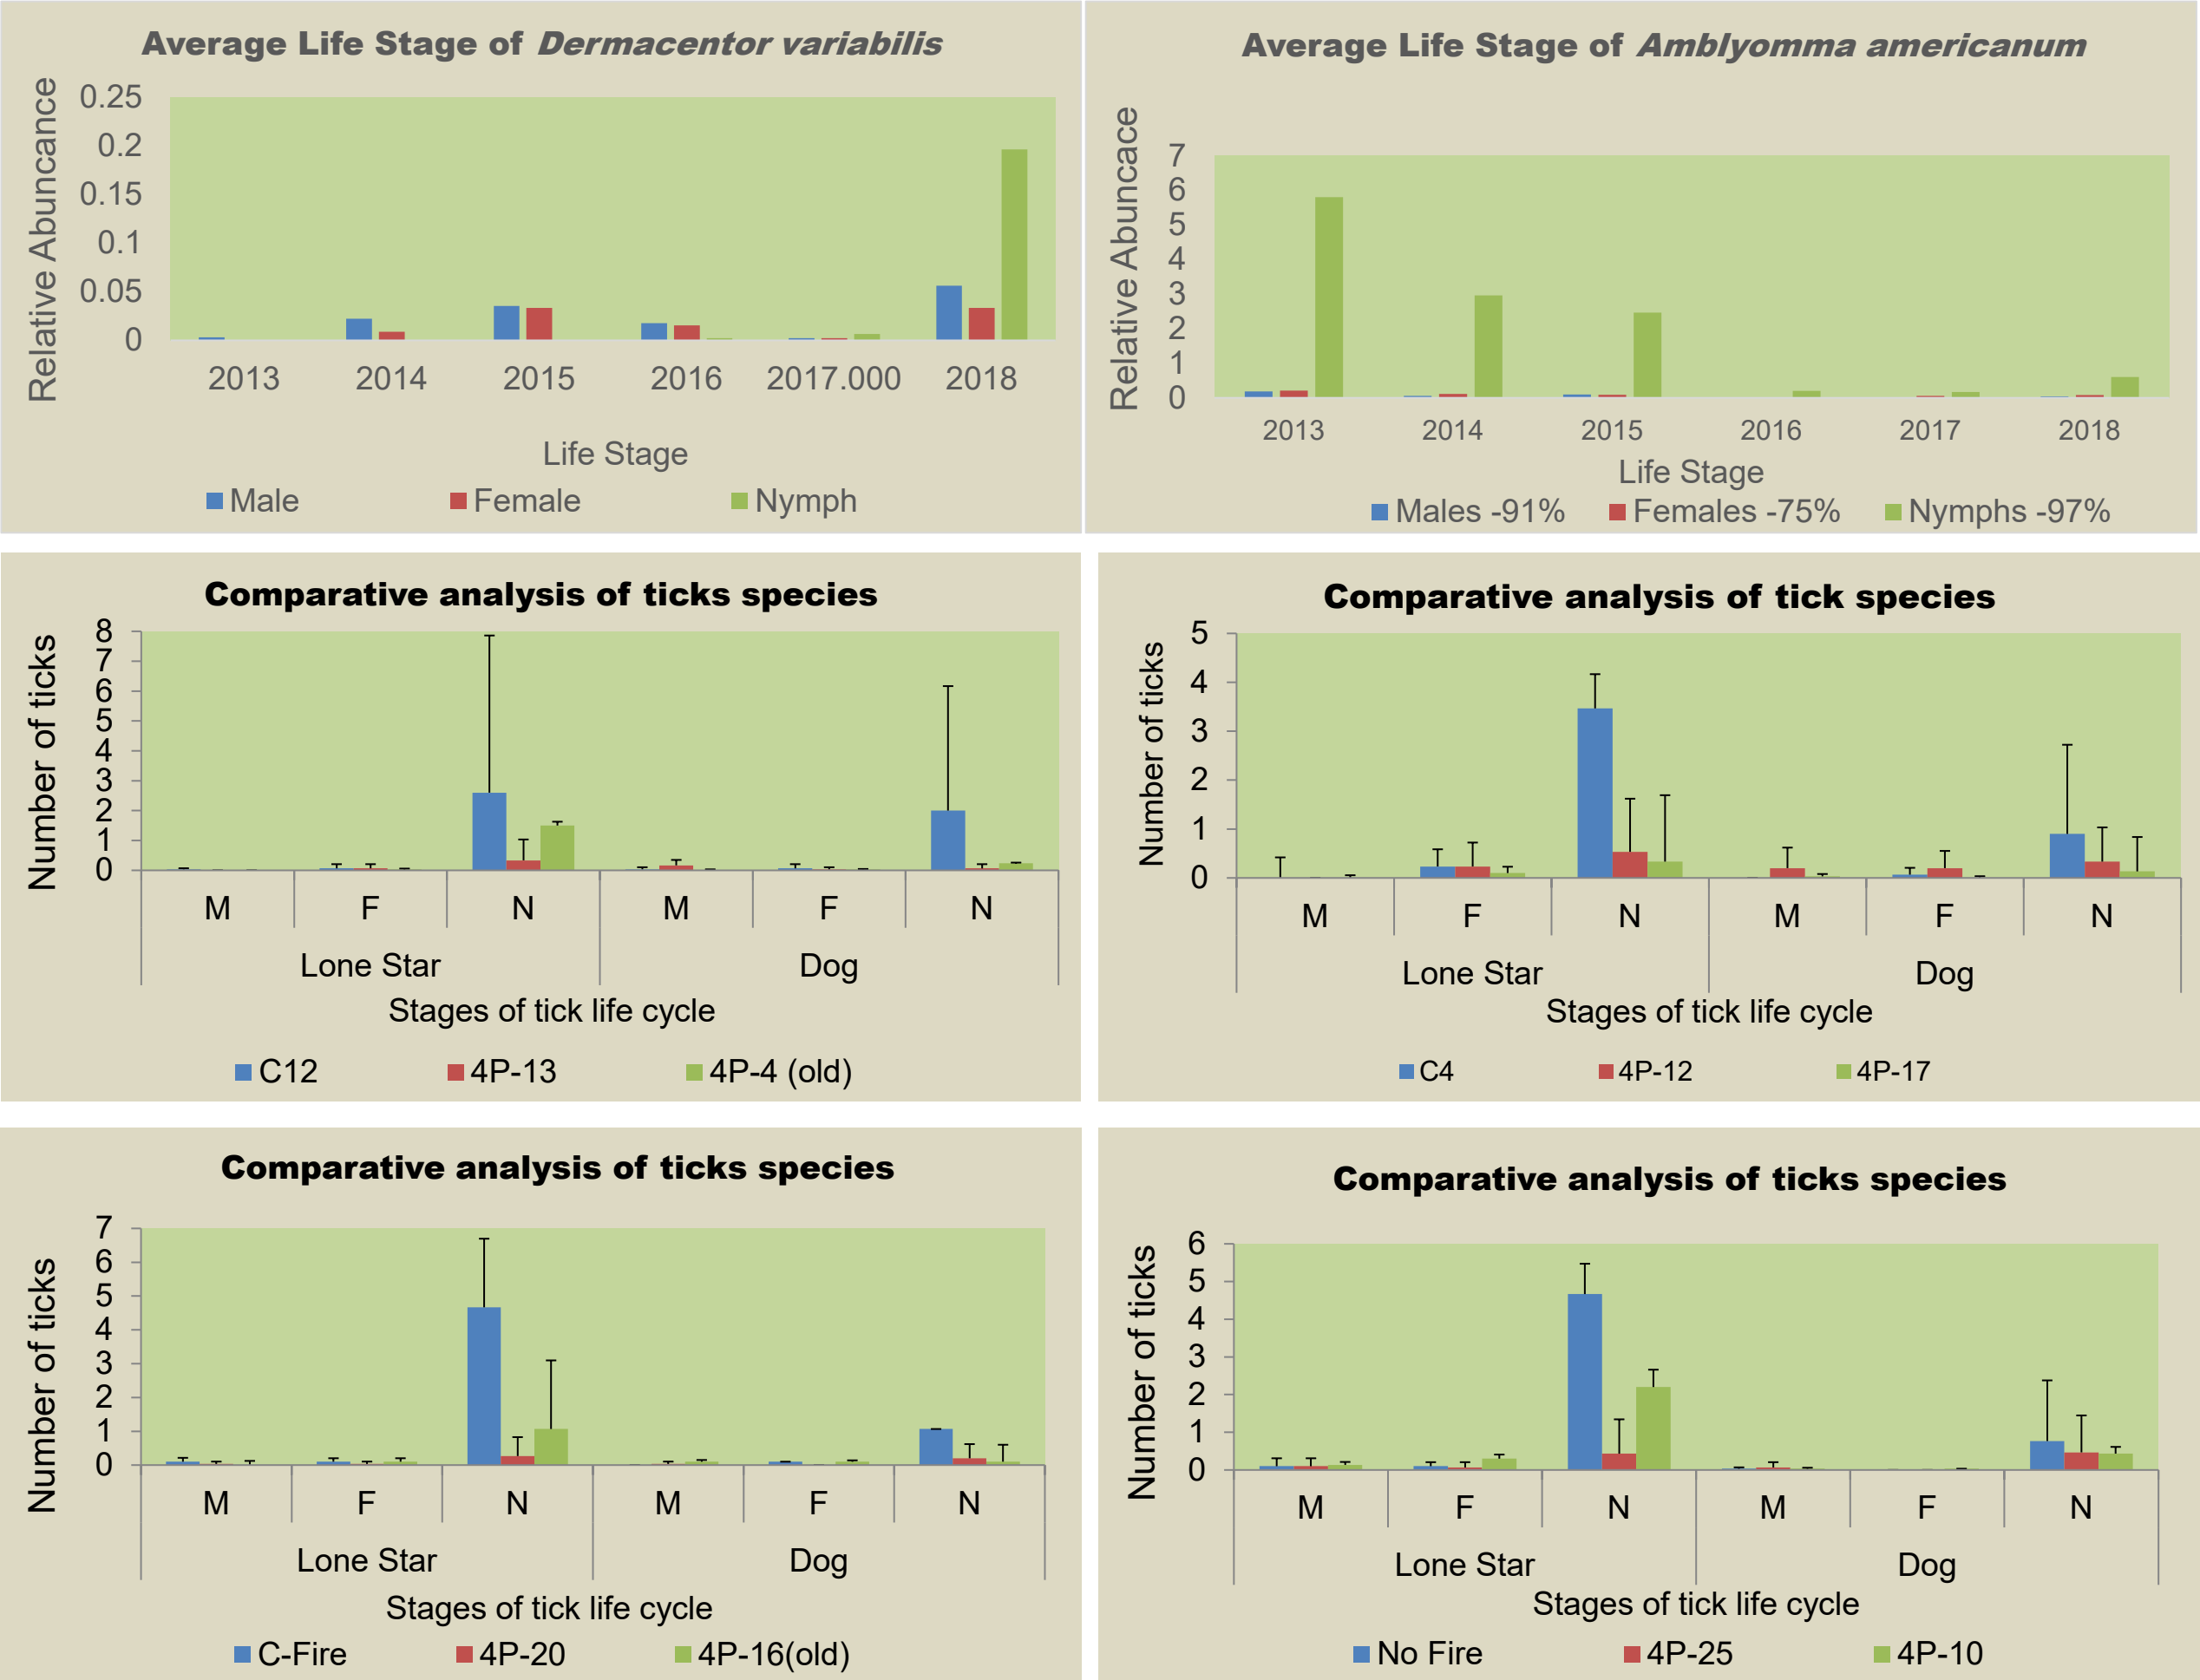 Average Life Stage of Dermacentor variabilis
Relative Abuncance
0.25
0.2
0.15
0.1
0.05
0
2013 2014 2015 2016 2017.000 2018
Life Stage
Male Female Nymph
Average Life Stage of Amblyomma americanum
Relative Abuncace
7
6
5
4
3
2
1
0
2013 2014 2015 2016 2017 2018
Life Stage
Males -91% Females -75% Nymphs -97%
Comparative analysis of ticks species
Number of ticks
8
7
6
5
4
3
2
1
0
M F N M F N
Lone Star Dog
Stages of tick life cycle
C12 4P-13 4P-4 (old)
Comparative analysis of tick species
Number of ticks
5
4
3
2
1
0
M F N M F N
Lone Star Dog
Stages of tick life cycle
C4 4P-12 4P-17
Comparative analysis of ticks species
Number of ticks
7
6
5
4
3
2
1
0
M F N M F N
Lone Star Dog
Stages of tick life cycle
C-Fire 4P-20 4P-16(old)
Comparative analysis of ticks species
Number of ticks
6
5
4
3
2
1
0
M F N M F N
Lone Star Dog
Stages of tick life cycle
No Fire 4P-25 4P-10